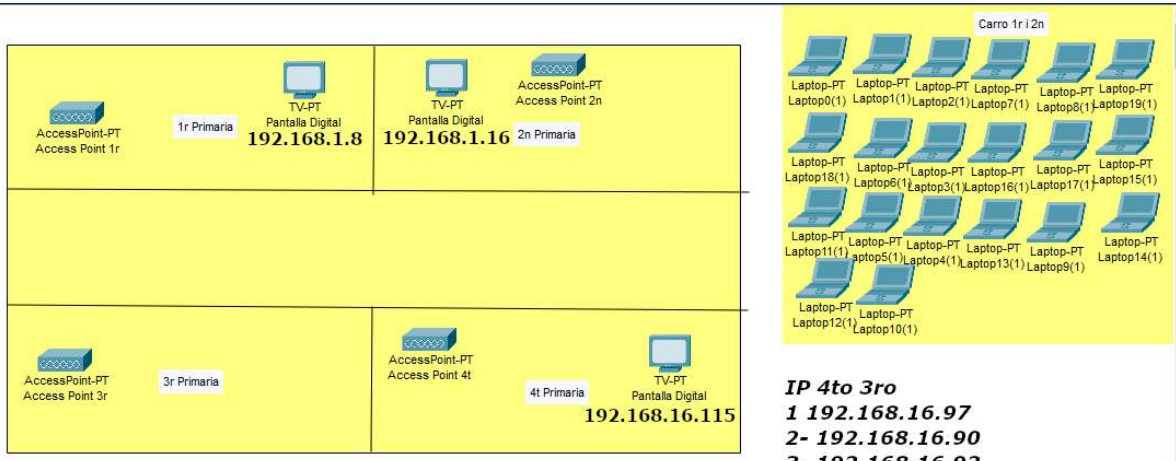 AccessPoint-PT
Access Point 1r
1r Primaria
TV-PT
Pantalla Digital
192.168.1.8
TV-PT
Pantalla Digital
192.168.1.16
AccessPoint-PT
Access Point 2n
2n Primaria
AccessPoint-PT
Access Point 3r
3r Primaria
AccessPoint-PT
Access Point 4t
4t Primaria
TV-PT
Pantalla Digital
192.168.16.115
Carro 1r i 2n
Laptop-PT
Laptop0(1)
Laptop-PT
Laptop1(1)
Laptop-PT
Laptop2(1)
Laptop-PT
Laptop7(1)
Laptop-PT
Laptop8(1)
Laptop-PT
Laptop19(1)
Laptop-PT
Laptop18(1)
Laptop-PT
Laptop6(1)
Laptop-PT
Laptop3(1)
Laptop-PT
Laptop16(1)
Laptop-PT
Laptop17(1)
Laptop-PT
Laptop15(1)
Laptop-PT
Laptop11(1)
Laptop-PT
aptop5(1)
Laptop-PT
Laptop4(1)
Laptop-PT
Laptop13(1)
Laptop-PT
Laptop9(1)
Laptop-PT
Laptop14(1)
Laptop-PT
Laptop12(1)
Laptop-PT
Laptop10(1)
IP 4to 3ro
1 192.168.16.97
2- 192.168.16.90